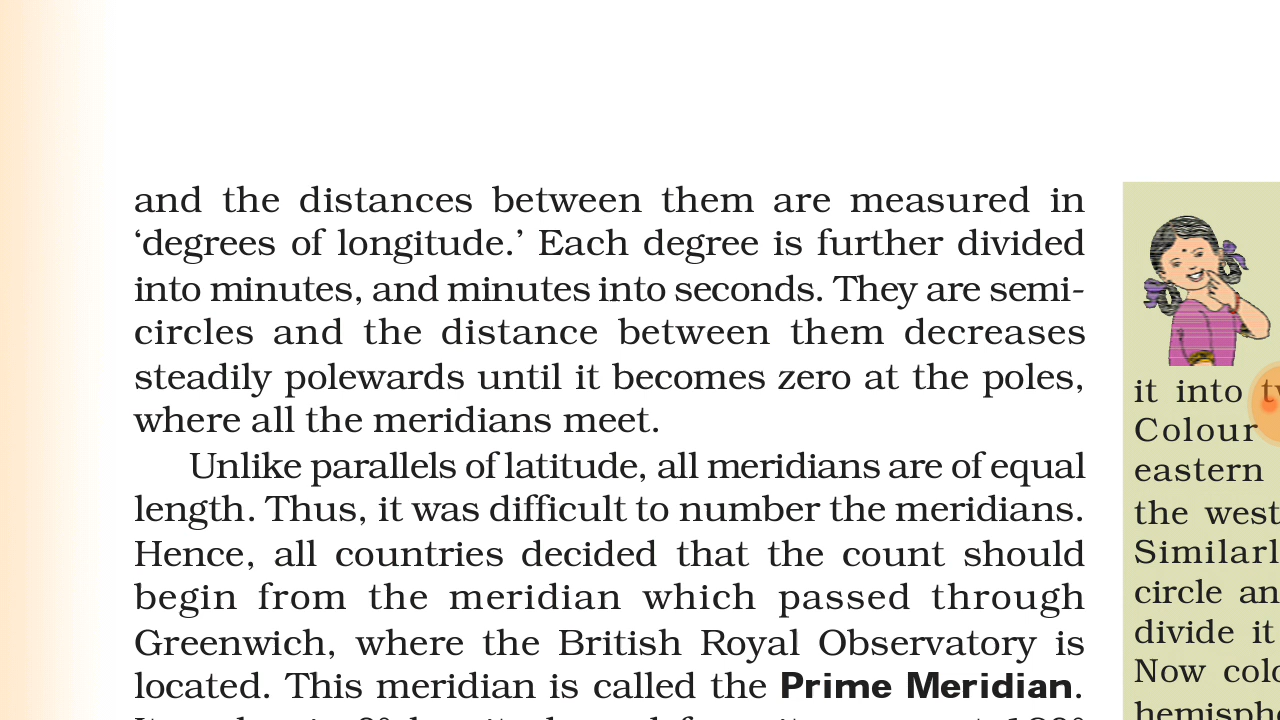 and the distances between them are measured in
‘degrees of longitude.’ Each degree is further divided
into minutes, and minutes into seconds. They are semi-
circles and the distance between them decreases
steadily polewards until it becomes zero at the poles,
where all the meridians meet.
Unlike parallels of latitude, all meridians are of equal
length. Thus, it was difficult to number the meridians.
Hence, all countries decided that the count should
begin from the meridian which passed through
Greenwich, where the British Royal Observatory is
located. This meridian is called the Prime Meridian.
it into
Colour
eastern
the west
Similarl
circle an
divide it
Now colo
hemisphe